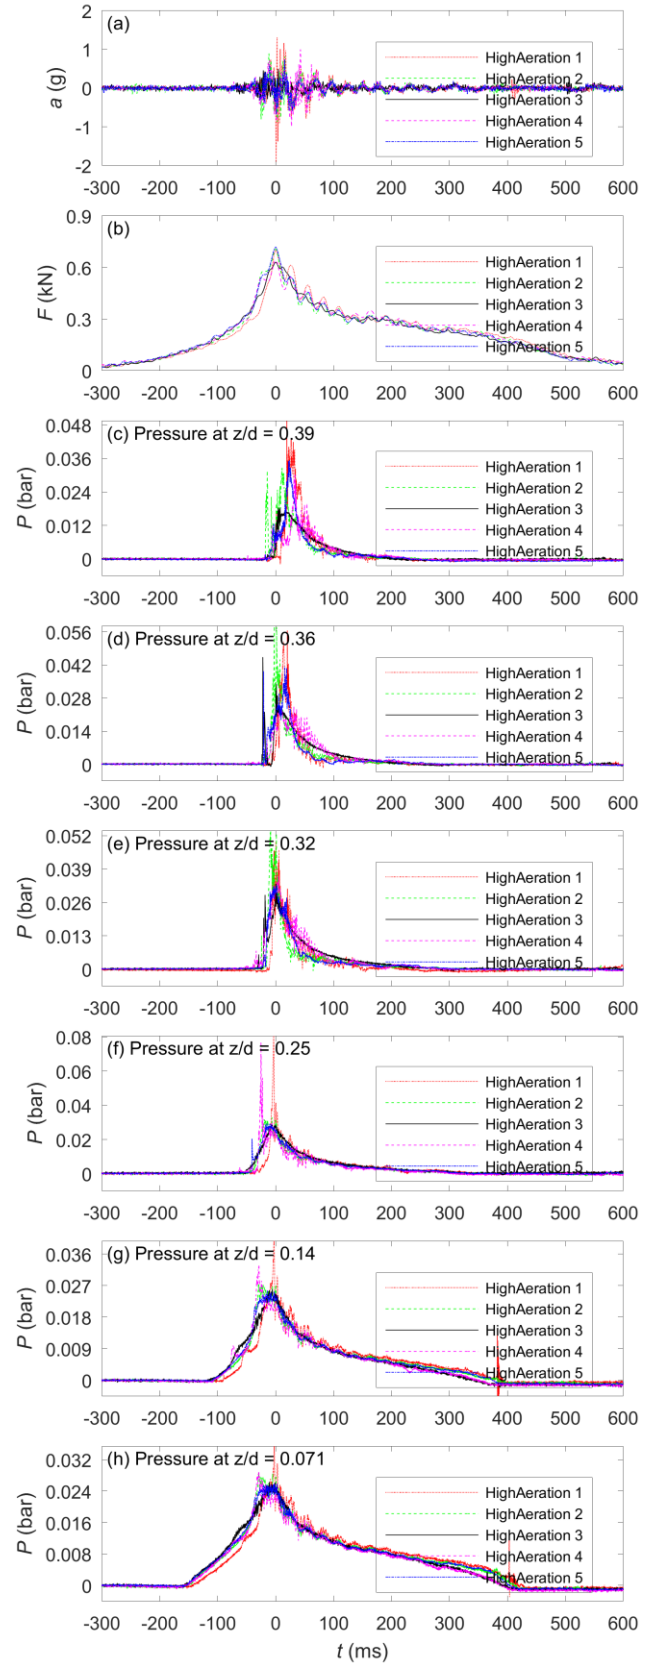 (a)
2
1
0
-1
-2
a (g)
HighAeration 1
HighAeration 2
HighAeration 3
HighAeration 4
HighAeration 5
-300 -200 -100 0 100 200 300 400 500 600
(b)
0.9
0.6
0.3
0
F (kN)
HighAeration 1
HighAeration 2
HighAeration 3
HighAeration 4
HighAeration 5
-300 -200 -100 0 100 200 300 400 500 600
(c) Pressure at z/d = 0.39
0.048
0.036
0.024
0.012
0
P (bar)
HighAeration 1
HighAeration 2
HighAeration 3
HighAeration 4
HighAeration 5
-300 -200 -100 0 100 200 300 400 500 600
(d) Pressure at z/d = 0.36
0.056
0.042
0.028
0.014
0
P (bar)
HighAeration 1
HighAeration 2
HighAeration 3
HighAeration 4
HighAeration 5
-300 -200 -100 0 100 200 300 400 500 600
(e) Pressure at z/d = 0.32
0.052
0.039
0.026
0.013
0
P (bar)
HighAeration 1
HighAeration 2
HighAeration 3
HighAeration 4
HighAeration 5
-300 -200 -100 0 100 200 300 400 500 600
(f) Pressure at z/d = 0.25
0.08
0.06
0.04
0.02
0
P (bar)
HighAeration 1
HighAeration 2
HighAeration 3
HighAeration 4
HighAeration 5
-300 -200 -100 0 100 200 300 400 500 600
(g) Pressure at z/d = 0.14
0.036
0.027
0.018
0.009
0
P (bar)
HighAeration 1
HighAeration 2
HighAeration 3
HighAeration 4
HighAeration 5
-300 -200 -100 0 100 200 300 400 500 600
(h) Pressure at z/d = 0.071
0.032
0.024
0.016
0.008
0
P (bar)
HighAeration 1
HighAeration 2
HighAeration 3
HighAeration 4
HighAeration 5
-300 -200 -100 0 100 200 300 400 500 600
t (ms)